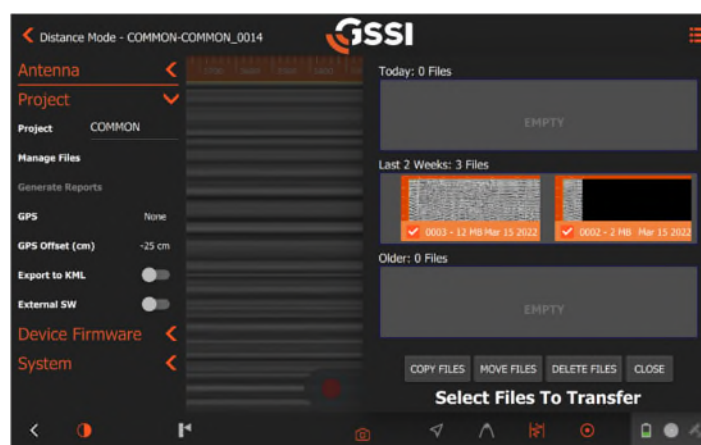 Distance Mode - COMMON-COMMON_0014
GSSI
Antenna
Project
Project COMMON
Manage Files
Generate Reports
GPS None
GPS Offset (cm) -25 cm
Export to KML
External SW
Device Firmware
System
Today: 0 Files
EMPTY
Last 2 Weeks: 3 Files
0003 - 12 MB Mar 15 2022
0002 - 2 MB Mar 15 2022
Older: 0 Files
EMPTY
COPY FILES MOVE FILES DELETE FILES CLOSE
Select Files To Transfer